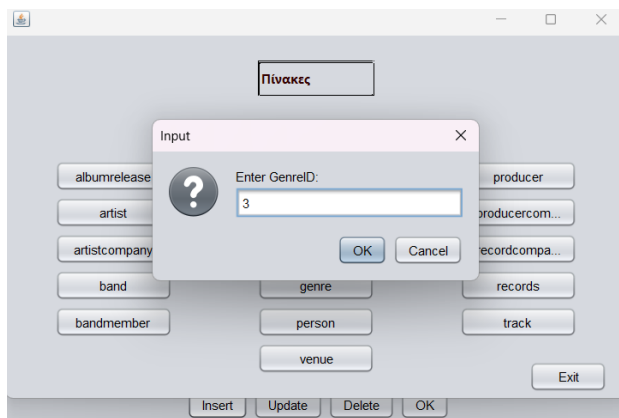 Πίνακες
Input
Enter GenreID:
3
OK Cancel
albumrelease producer
artist producercom...
artistcompany recordcompa...
band genre records
bandmember person track
venue
Exit
Insert Update Delete OK